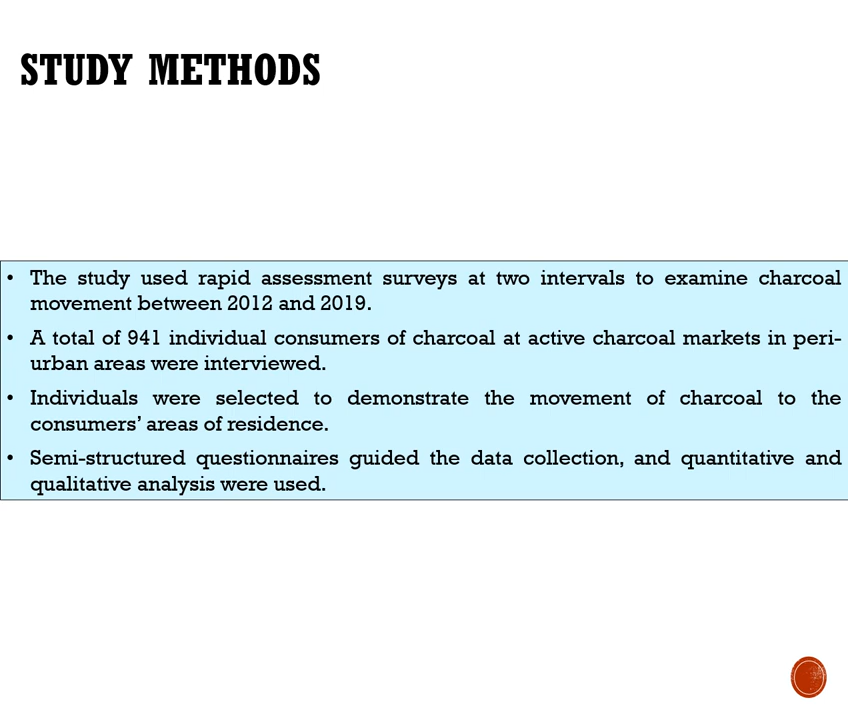 STUDY METHODS
• The study used rapid assessment surveys at two intervals to examine charcoal
movement between 2012 and 2019.
• A total of 941 individual consumers of charcoal at active charcoal markets in peri-
urban areas were interviewed.
• Individuals were selected to demonstrate the movement of charcoal to the
consumers’ areas of residence.
• Semi-structured questionnaires guided the data collection, and quantitative and
qualitative analysis were used.